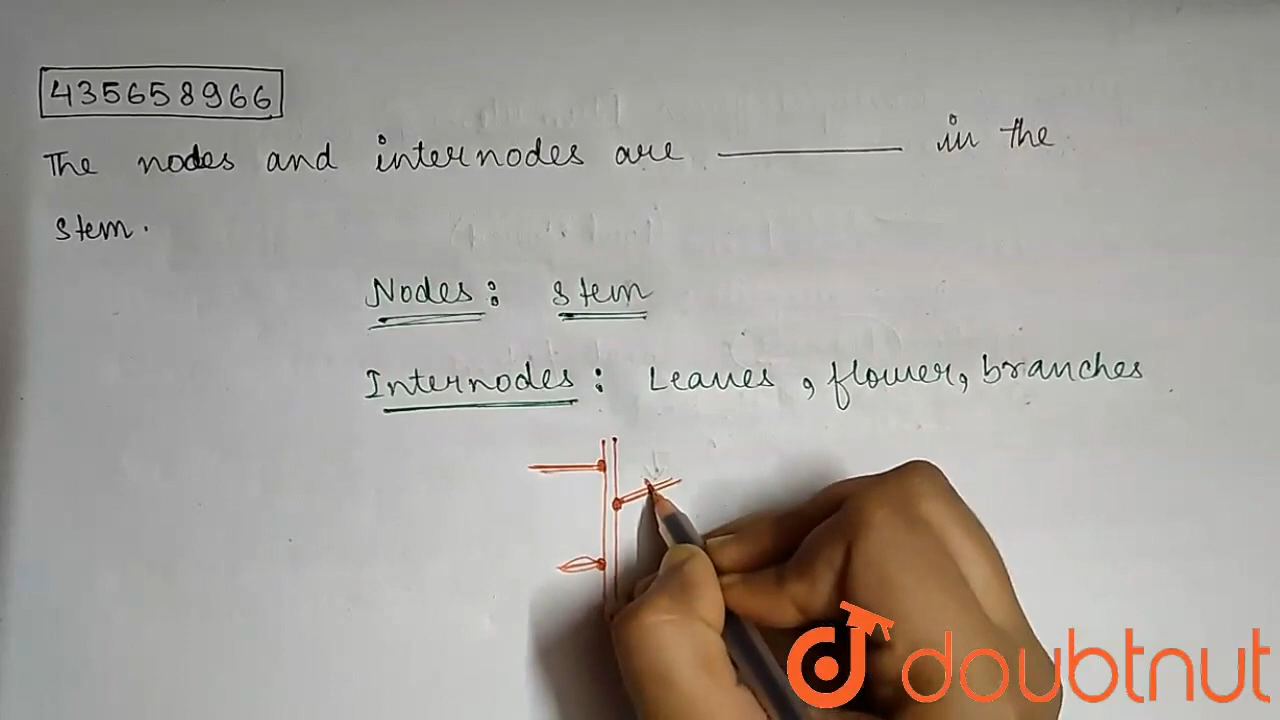 435658966
The nodes and internodes are ________ in the
stem.
Nodes: stem
Internodes: Leaves, flower, branches
doubtnut